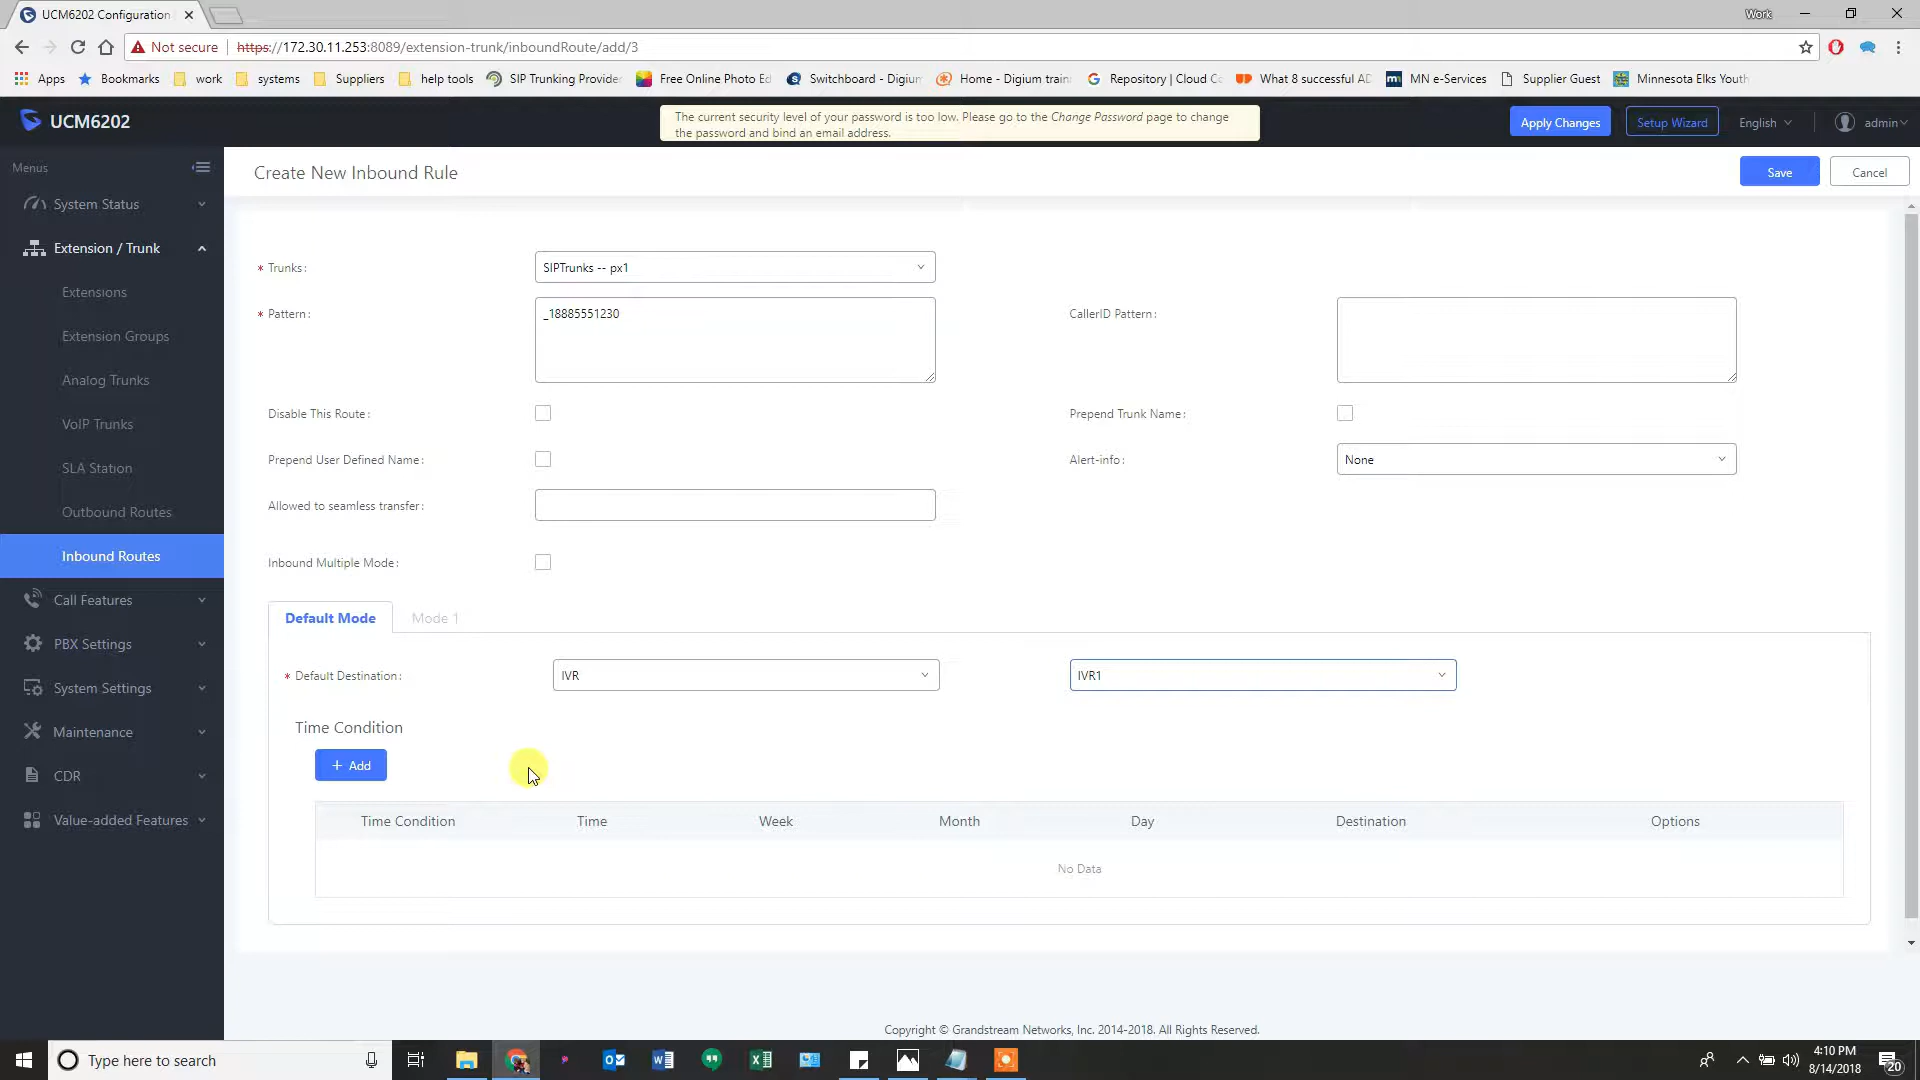 UCM6202 Configuration
Work
Not secure
https://172.30.11.253:8089/extension-trunk/inboundRoute/add/3
Apps
Bookmarks
work
systems
Suppliers
help tools
SIP Trunking Provide
Free Online Photo Ed
Switchboard - Digium
Home - Digium train
Repository | Cloud Co
What 8 successful AD
MN e-Services
Supplier Guest
Minnesota Elks Youth
UCM6202
The current security level of your password is too low. Please go to the Change Password page to change
the password and bind an email address.
Apply Changes
Setup Wizard
English
admin
Menus
Create New Inbound Rule
Save
Cancel
System Status
Extension / Trunk
Extensions
Extension Groups
Analog Trunks
VoIP Trunks
SLA Station
Outbound Routes
Inbound Routes
Call Features
PBX Settings
System Settings
Maintenance
CDR
Value-added Features
* Trunks:
SIPTrunks -- px1
* Pattern:
_18885551230
CallerID Pattern:
Disable This Route:
Prepend Trunk Name:
Prepend User Defined Name:
Alert-info:
None
Allowed to seamless transfer:
Inbound Multiple Mode:
Default Mode
Mode 1
* Default Destination:
IVR
IVR1
Time Condition
+ Add
Time Condition
Time
Week
Month
Day
Destination
Options
No Data
Copyright © Grandstream Networks, Inc. 2014-2018. All Rights Reserved.
Type here to search
4:10 PM
8/14/2018
20